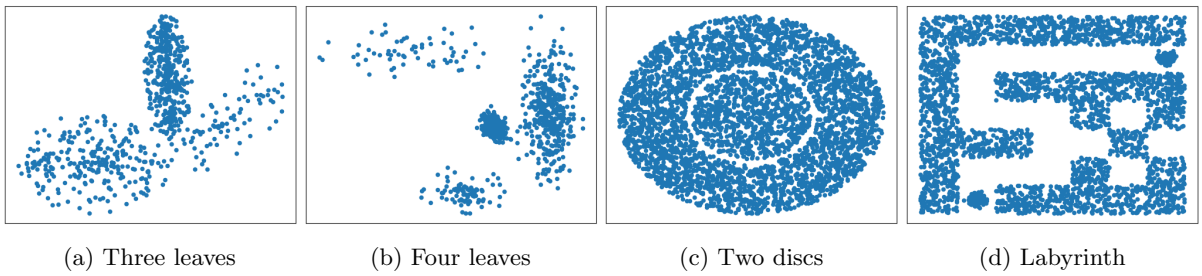 (a) Three leaves
(b) Four leaves
(c) Two discs
(d) Labyrinth